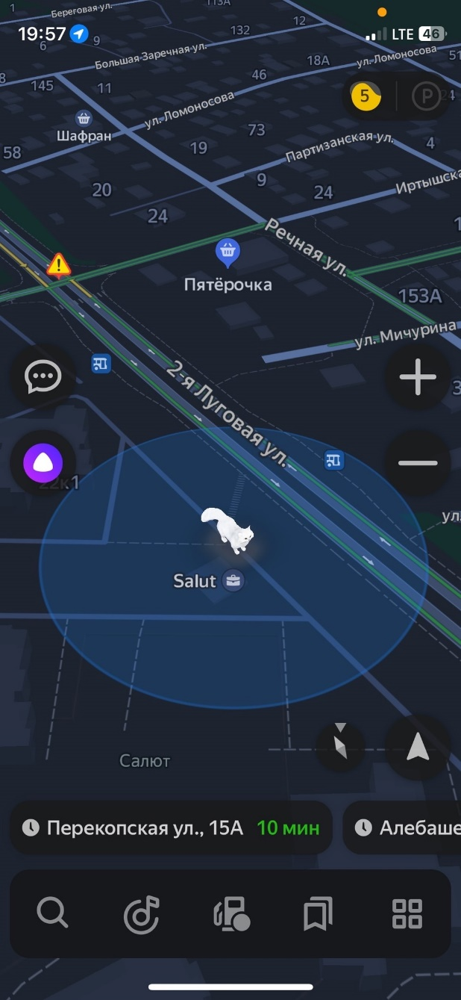 1
Береговая ул.
113А
19:57
LTE
46
6
9
132
12
Большая Заречная ул.
18А
ул. Ломоносова
51
8
145
11
46
5
P
ул. Ломоносова
Шафран
73
58
19
Партизанская ул.
4
20
9
24
Иртышска
24
Речная ул.
Пятёрочка
153А
ул. Мичурина
2-я Луговая ул.
3
22к1
ул.
Salut
Салют
Перекопская ул., 15А 10 мин
Алебаше